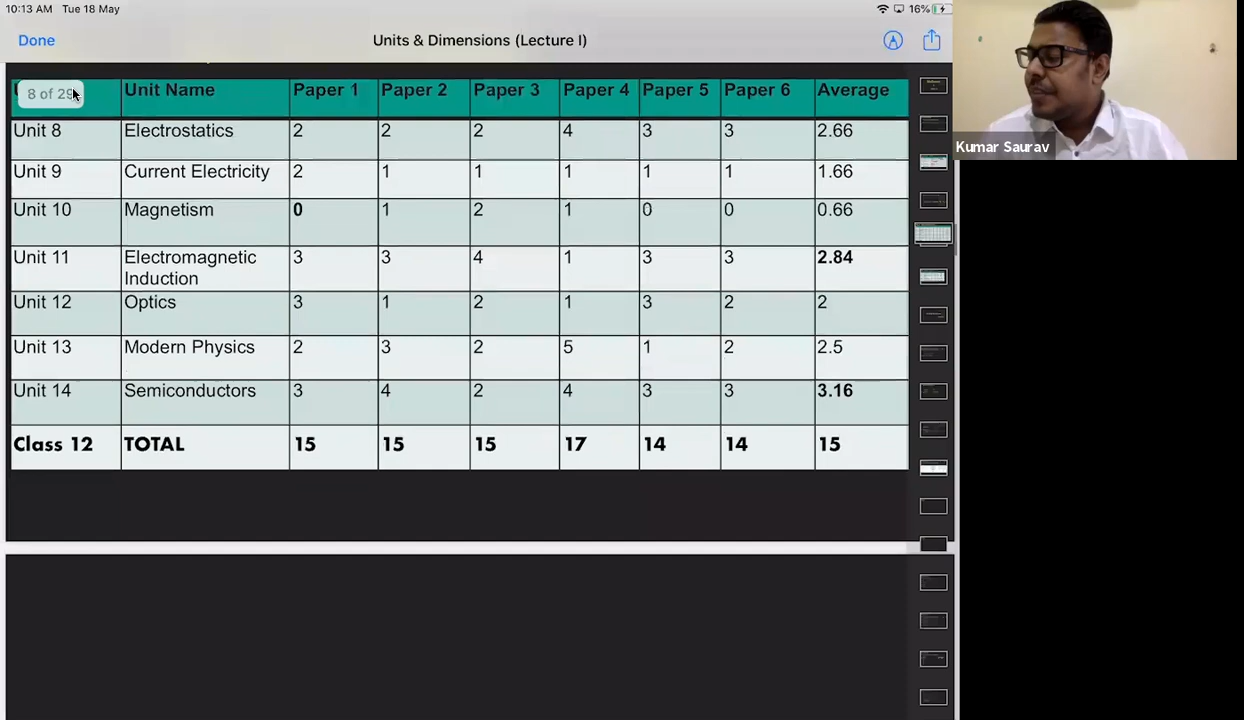 10:13 AM Tue 18 May 16%
Done Units & Dimensions (Lecture I)
8 of 29 Unit Name Paper 1 Paper 2 Paper 3 Paper 4 Paper 5 Paper 6 Average
Unit 8 Electrostatics 2 2 2 4 3 3 2.66
Unit 9 Current Electricity 2 1 1 1 1 1 1.66
Unit 10 Magnetism 0 1 2 1 0 0 0.66
Unit 11 Electromagnetic 3 3 4 1 3 3 2.84
Induction
Unit 12 Optics 3 1 2 1 3 2 2
Unit 13 Modern Physics 2 3 2 5 1 2 2.5
Unit 14 Semiconductors 3 4 2 4 3 3 3.16
Class 12 TOTAL 15 15 15 17 14 14 15
Kumar Saurav